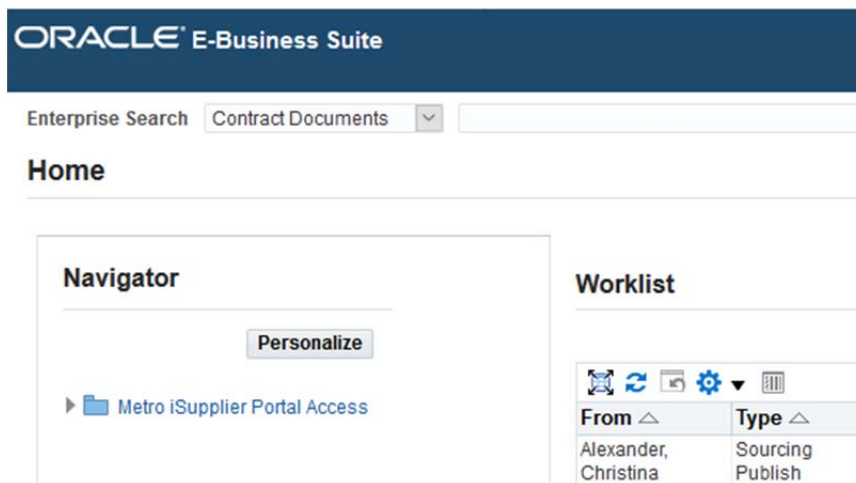 ORACLE E-Business Suite
Enterprise Search Contract Documents
Home
Navigator
Personalize
Metro iSupplier Portal Access
Worklist
From Type
Alexander, Sourcing
Christina Publish